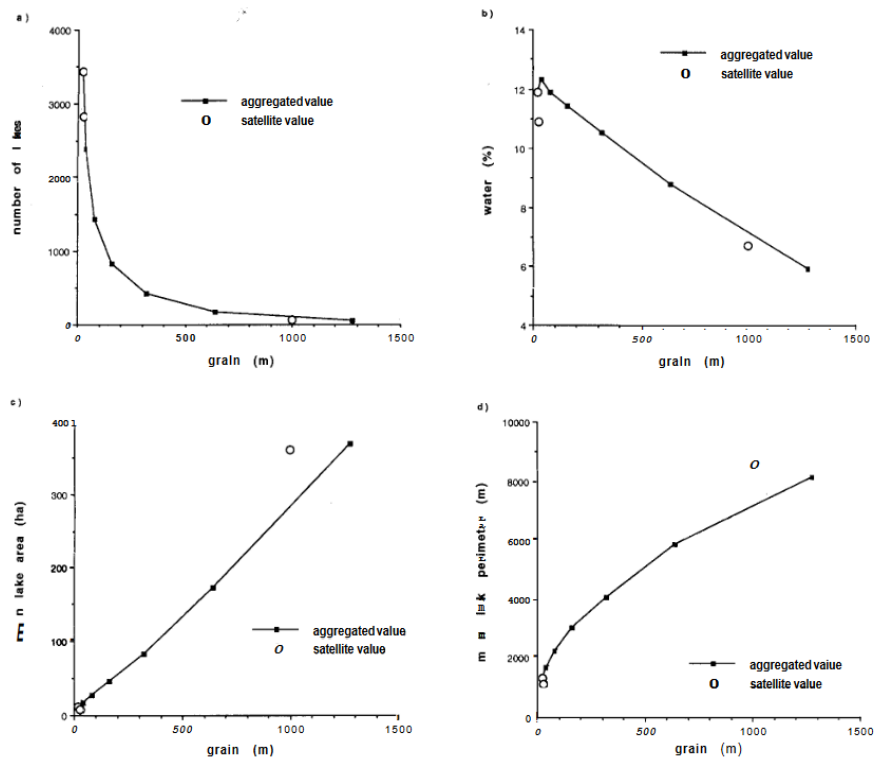 a)
4000
3000
2000
1000
0
0
500
1000
1500
number of
grain (m)
aggregated value
satellite value
b)
14
12
10
8
6
4
0
500
1000
1500
water (%)
grain (m)
aggregated value
satellite value
c)
400
300
200
100
0
0
500
1000
1500
lake area (ha)
grain (m)
aggregated value
satellite value
d)
10000
8000
6000
4000
2000
0
0
500
1000
1500
perimeter (m)
grain (m)
aggregated value
satellite value